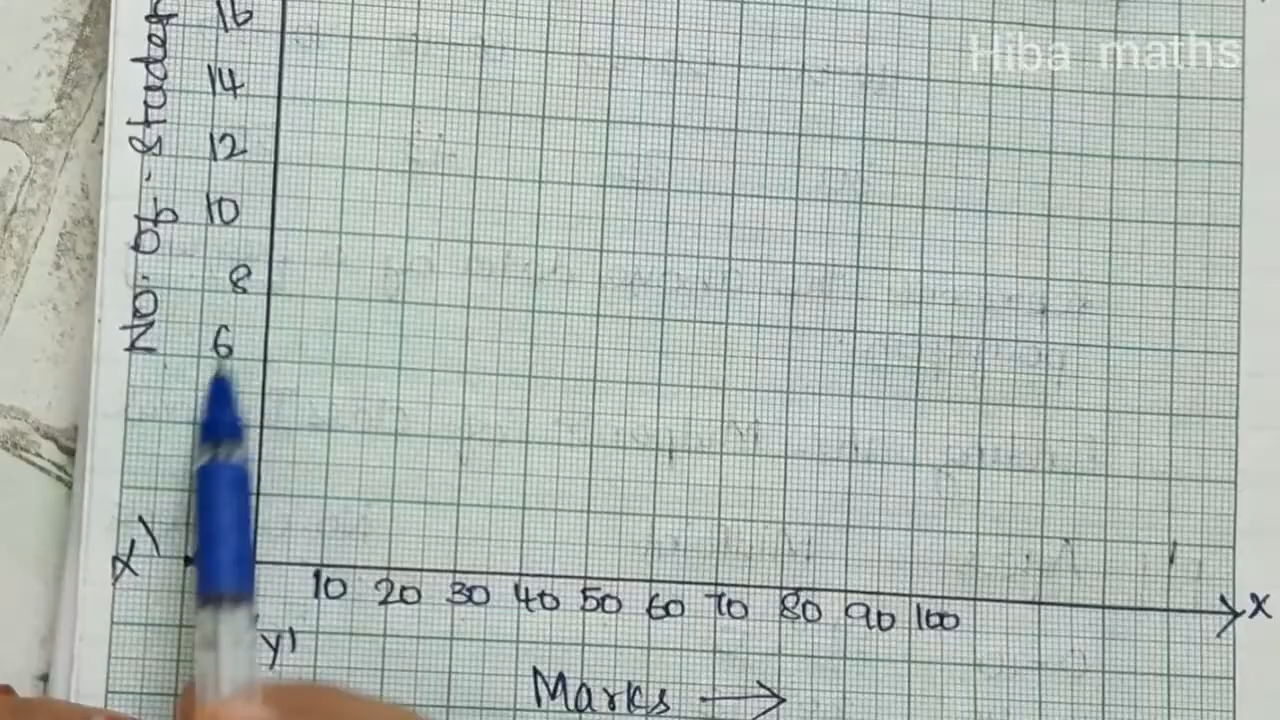 Hiba maths
No. of. Studen
16
14
12
10
8
6
X'
10 20 30 40 50 60 70 80 90 100
X
y'
Marks →